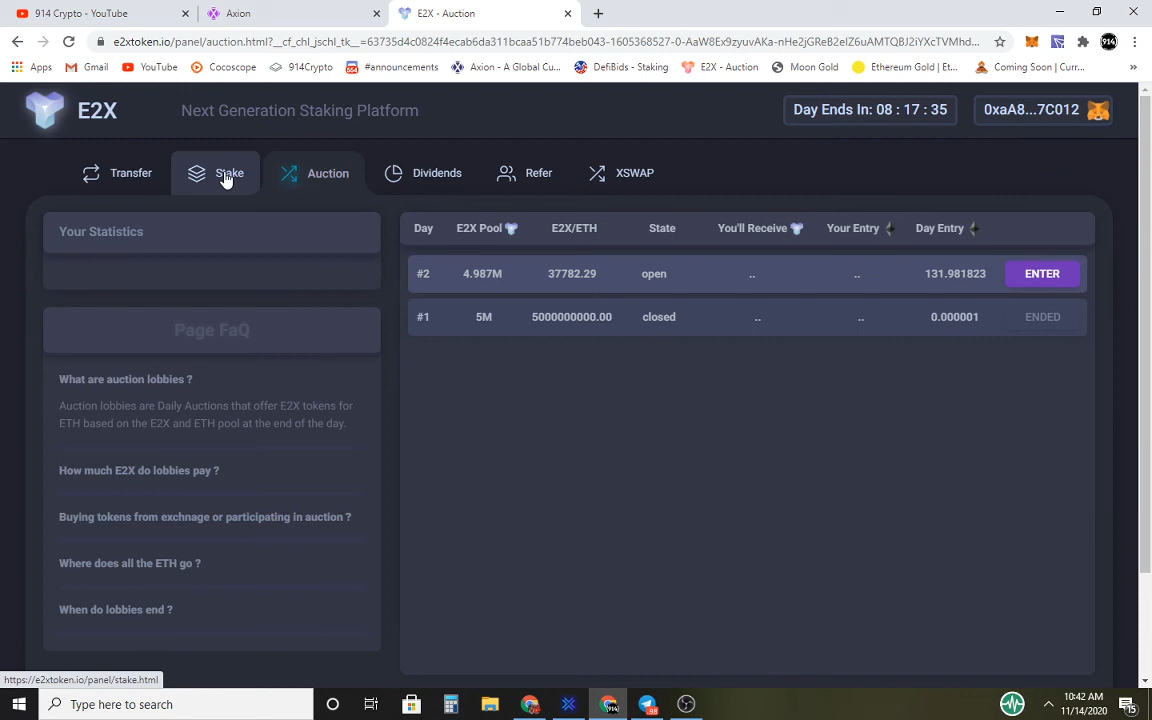 914 Crypto - YouTube
Axion
E2X - Auction
e2xtoken.io/panel/auction.html?__cf_chl_jschl_tk__=63735d4c0824f4ecab6da311bcaa51b774beb043-1605368527-0-AaW8Ex9zyuvAKa-nHe2jGReB2eIZ6uAMTQBJ2iYXcTVMhd...
Apps
Gmail
YouTube
Cocoscope
914Crypto
#announcements
Axion - A Global Cu...
DefiBids - Staking
E2X - Auction
Moon Gold
Ethereum Gold | Et...
Coming Soon | Curr...
E2X
Next Generation Staking Platform
Day Ends In: 08 : 17 : 35
0xaA8...7C012
Transfer
Stake
Auction
Dividends
Refer
XSWAP
Your Statistics
Page FaQ
What are auction lobbies ?
Auction lobbies are Daily Auctions that offer E2X tokens for
ETH based on the E2X and ETH pool at the end of the day.
How much E2X do lobbies pay ?
Buying tokens from exchnage or participating in auction ?
Where does all the ETH go ?
When do lobbies end ?
Day E2X Pool E2X/ETH State You'll Receive Your Entry Day Entry
#2 4.987M 37782.29 open .. .. 131.981823 ENTER
#1 5M 5000000000.00 closed .. .. 0.000001 ENDED
https://e2xtoken.io/panel/stake.html
Type here to search
98
914
10:42 AM
11/14/2020
15